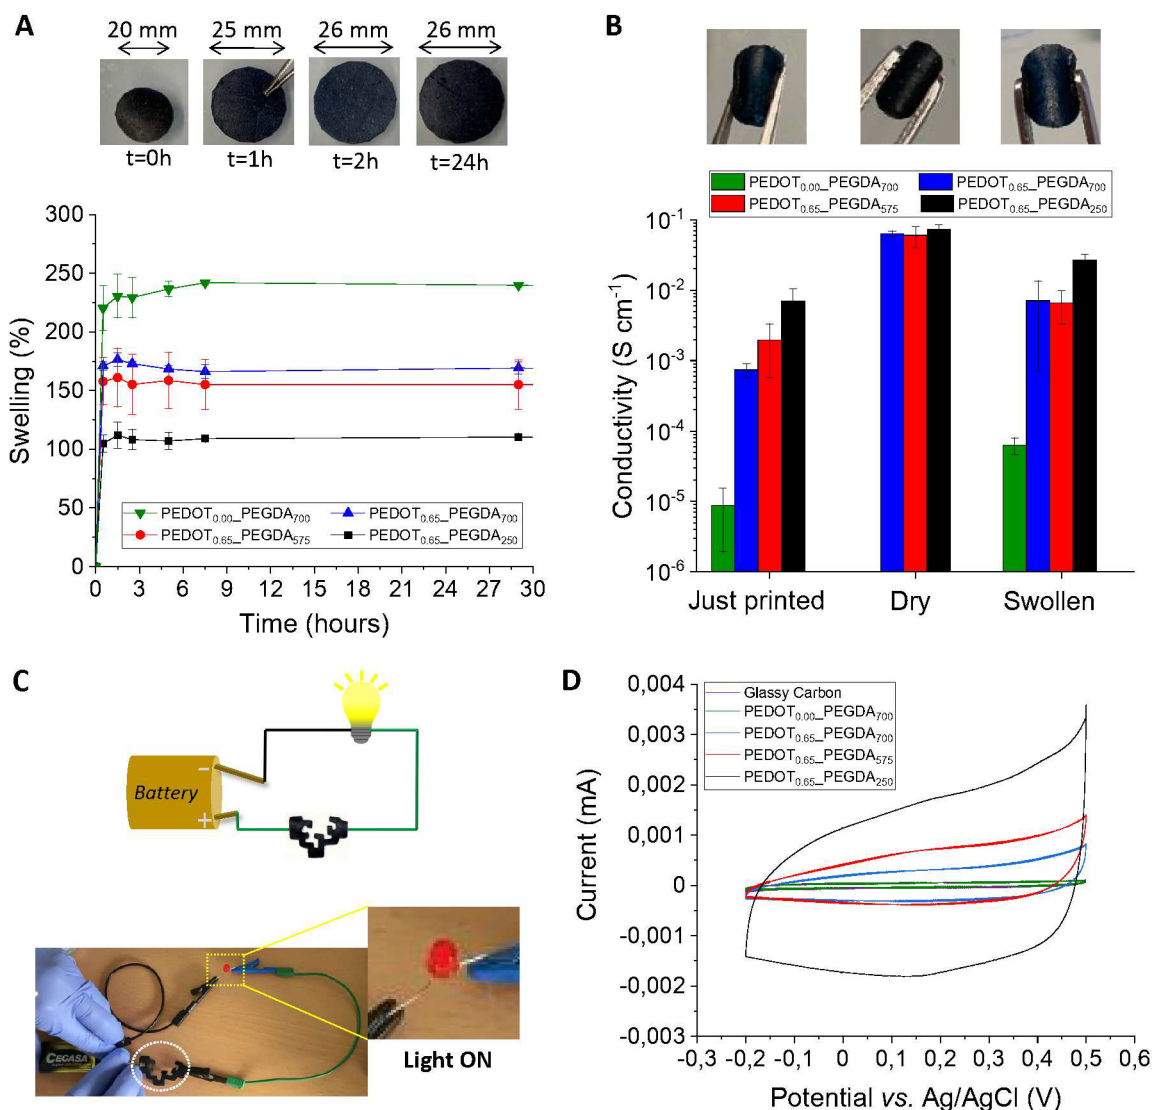 A
20 mm 25 mm 26 mm 26 mm
t=0h t=1h t=2h t=24h
300
250
200
150
100
50
0
Swelling (%)
PEDOT0.00_PEGDA700 PEDOT0.65_PEGDA700
PEDOT0.65_PEGDA575 PEDOT0.65_PEGDA250
0 3 6 9 12 15 18 21 24 27 30
Time (hours)
B
PEDOT0.00_PEGDA700 PEDOT0.65_PEGDA700
PEDOT0.65_PEGDA575 PEDOT0.65_PEGDA250
10-1
10-2
10-3
10-4
10-5
10-6
Conductivity (S cm−1)
Just printed Dry Swollen
C
Battery
−
+
CEGASA
Light ON
D
0,004
0,003
0,002
0,001
0
-0,001
-0,002
-0,003
Current (mA)
Glassy Carbon
PEDOT0.00_PEGDA700
PEDOT0.65_PEGDA700
PEDOT0.65_PEGDA575
PEDOT0.65_PEGDA250
-0,3 -0,2 -0,1 0 0,1 0,2 0,3 0,4 0,5 0,6
Potential vs. Ag/AgCl (V)